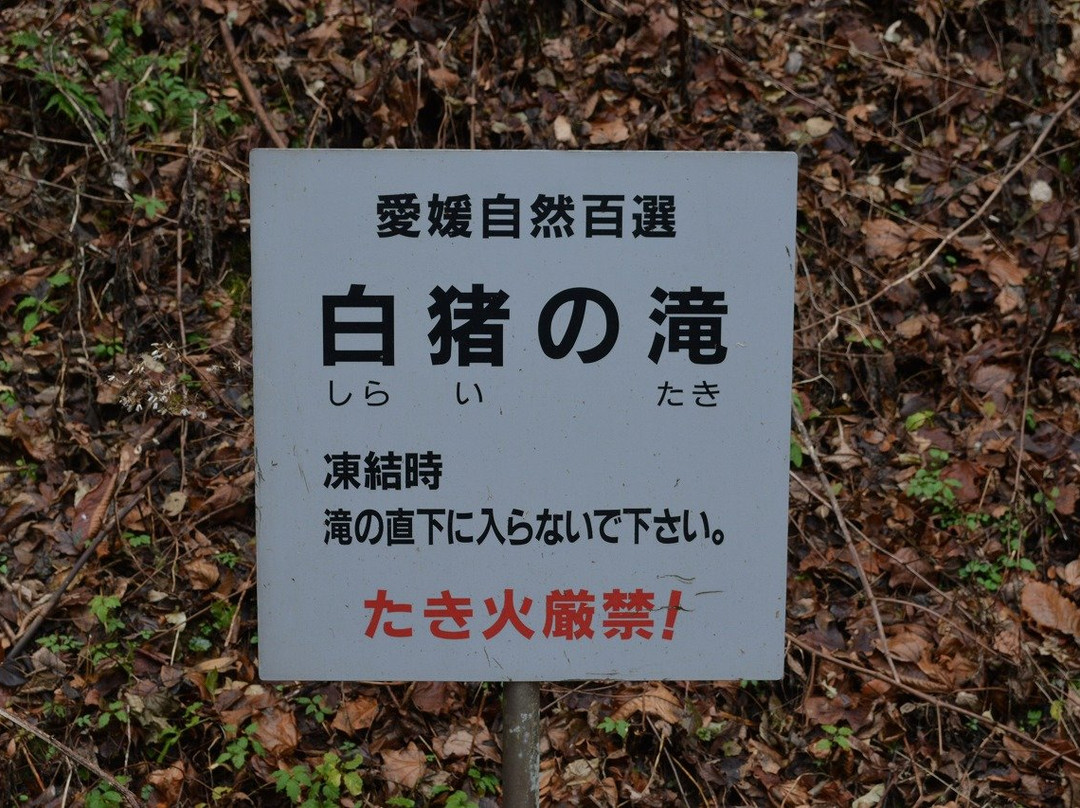 愛媛自然百選
白猪の滝
しら い たき
凍結時
滝の直下に入らないで下さい。
たき火厳禁!